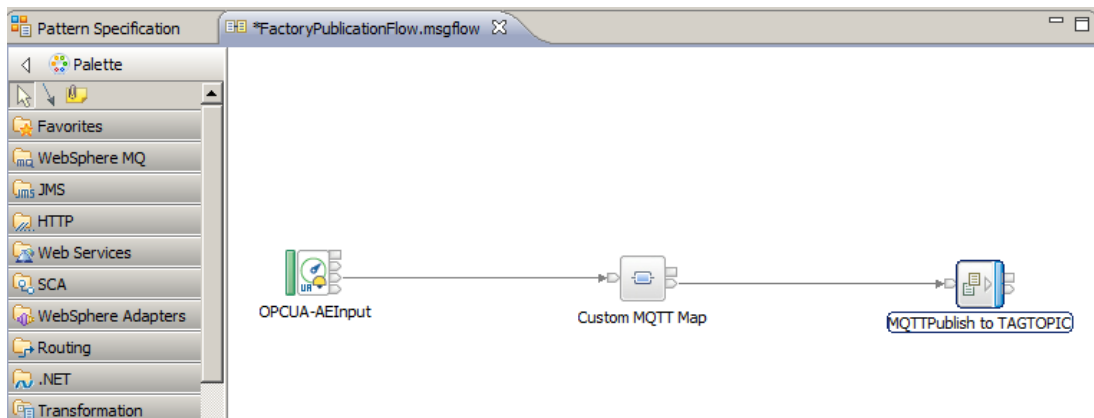 Pattern Specification
*FactoryPublicationFlow.msgflow
Palette
Favorites
WebSphere MQ
JMS
HTTP
Web Services
SCA
WebSphere Adapters
Routing
.NET
Transformation
OPCUA-AEInput
Custom MQTT Map
MQTTPublish to TAGTOPIC